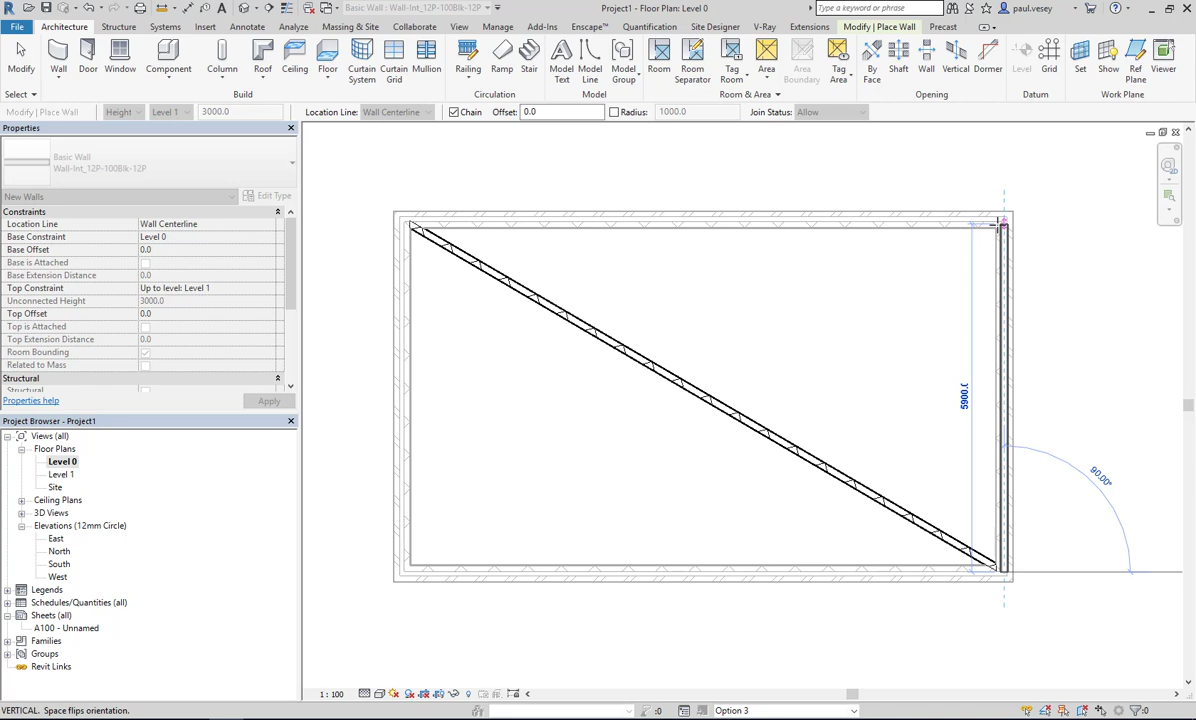 Basic Wall : Wall-Int_12P-100Blk-12P
Project1 - Floor Plan: Level 0
Type a keyword or phrase
paul.vesey
File Architecture Structure Systems Insert Annotate Analyze Massing & Site Collaborate View Manage Add-Ins Enscape™ Quantification Site Designer V-Ray Extensions Modify | Place Wall Precast
Modify Wall Door Window Component Column Roof Ceiling Floor Curtain System Curtain Grid Mullion Railing Ramp Stair Model Text Model Line Model Group Room Room Separator Tag Room Area Area Boundary Tag Area By Face Shaft Wall Vertical Dormer Level Grid Set Show Ref Plane Viewer
Select Build Circulation Model Room & Area Opening Datum Work Plane
Modify | Place Wall Height Level 1 3000.0 Location Line: Wall Centerline Chain Offset: 0.0 Radius: 1000.0 Join Status: Allow
Properties
Basic Wall
Wall-Int_12P-100Blk-12P
New Walls Edit Type
Constraints
Location Line Wall Centerline
Base Constraint Level 0
Base Offset 0.0
Base is Attached
Base Extension Distance 0.0
Top Constraint Up to level: Level 1
Unconnected Height 3000.0
Top Offset 0.0
Top is Attached
Top Extension Distance 0.0
Room Bounding
Related to Mass
Structural
Structural
Properties help Apply
Project Browser - Project1
Views (all)
Floor Plans
Level 0
Level 1
Site
Ceiling Plans
3D Views
Elevations (12mm Circle)
East
North
South
West
Legends
Schedules/Quantities (all)
Sheets (all)
A100 - Unnamed
Families
Groups
Revit Links
2D
5900.0
90.00°
1 : 100
VERTICAL. Space flips orientation.
:0
Option 3
:0